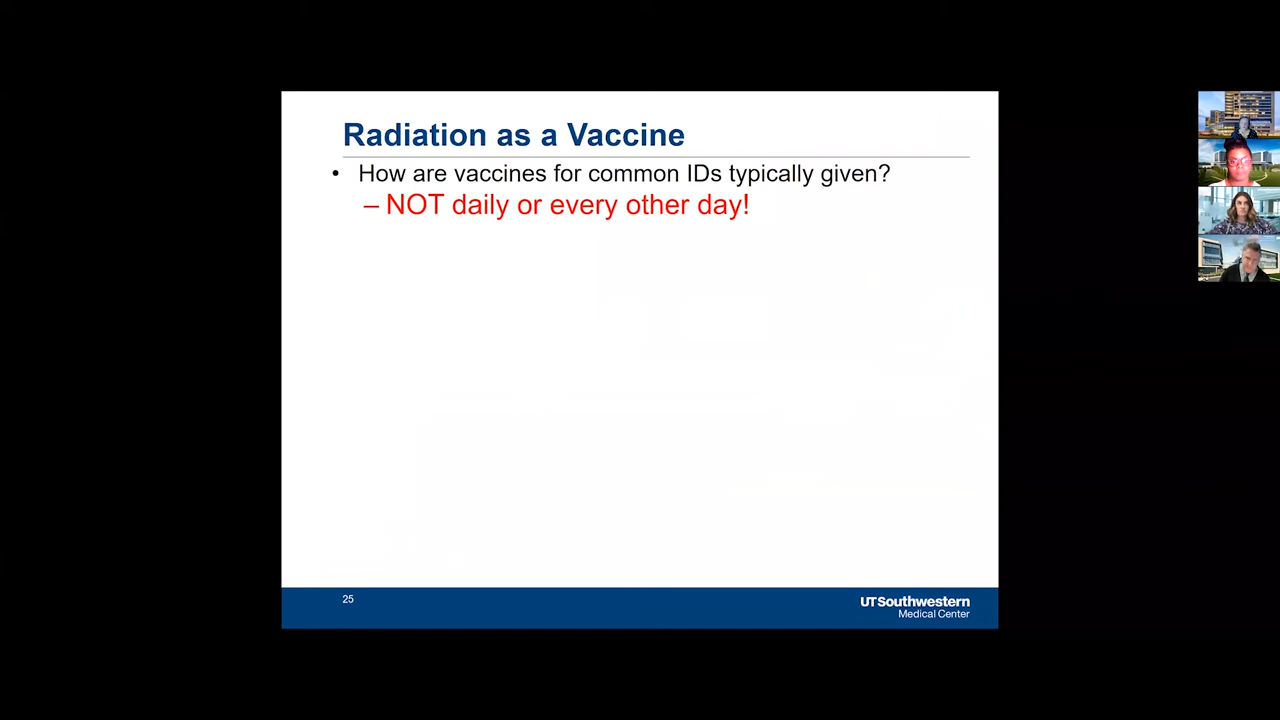 Radiation as a Vaccine
• How are vaccines for common IDs typically given?
– NOT daily or every other day!
25
UTSouthwestern
Medical Center